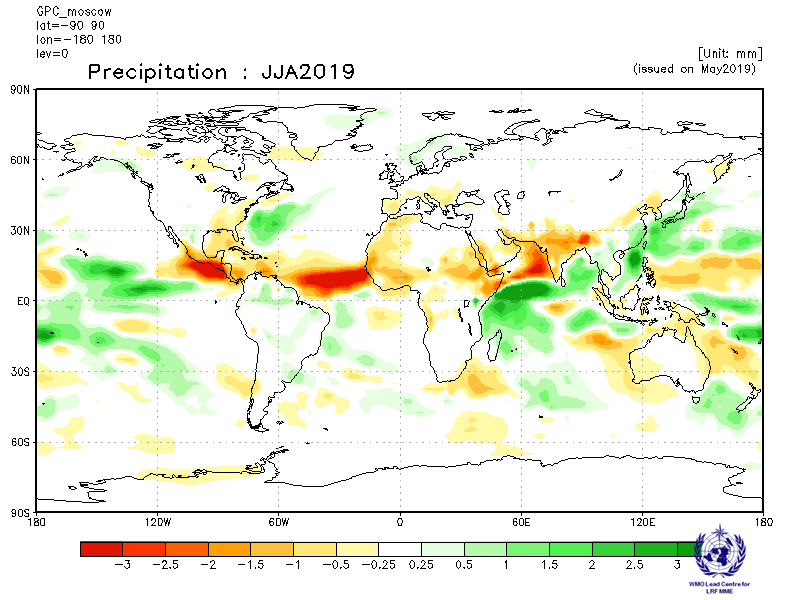 GPC_moscow
lat=-90 90
lon=-180 180
lev=0
[Unit: mm]
Precipitation : JJA2019
(issued on May2019)
90N
60N
30N
EQ
30S
60S
90S
180 120W 60W 0 60E 120E 180
-3 -2.5 -2 -1.5 -1 -0.5 -0.25 0.25 0.5 1 1.5 2 2.5 3
WMO Lead Centre for
LRF MME